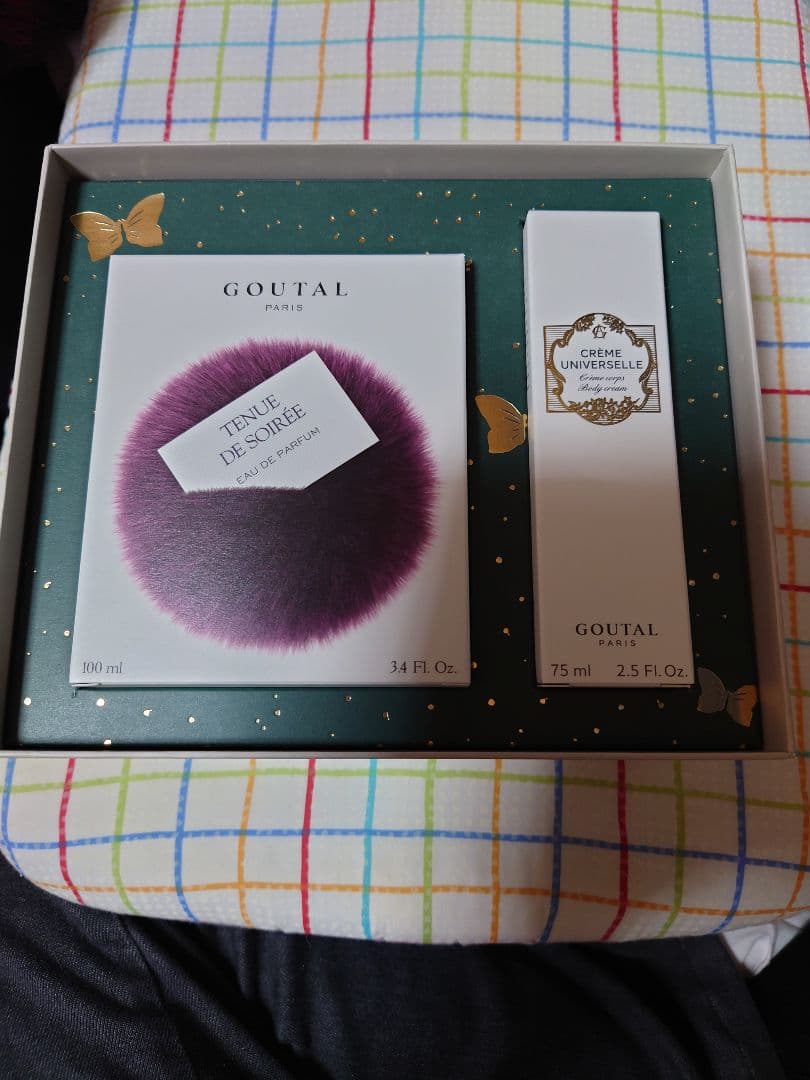 GOUTAL
PARIS
TENUE
DE SOIRÉE
EAU DE PARFUM
100 ml
3.4 Fl. Oz.
CRÈME
UNIVERSELLE
Crème corps
Body cream
GOUTAL
PARIS
75 ml
2.5 Fl. Oz.